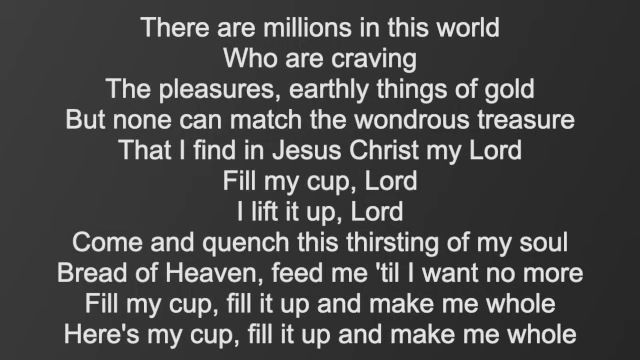 There are millions in this world
Who are craving
The pleasures, earthly things of gold
But none can match the wondrous treasure
That I find in Jesus Christ my Lord
Fill my cup, Lord
I lift it up, Lord
Come and quench this thirsting of my soul
Bread of Heaven, feed me 'til I want no more
Fill my cup, fill it up and make me whole
Here's my cup, fill it up and make me whole